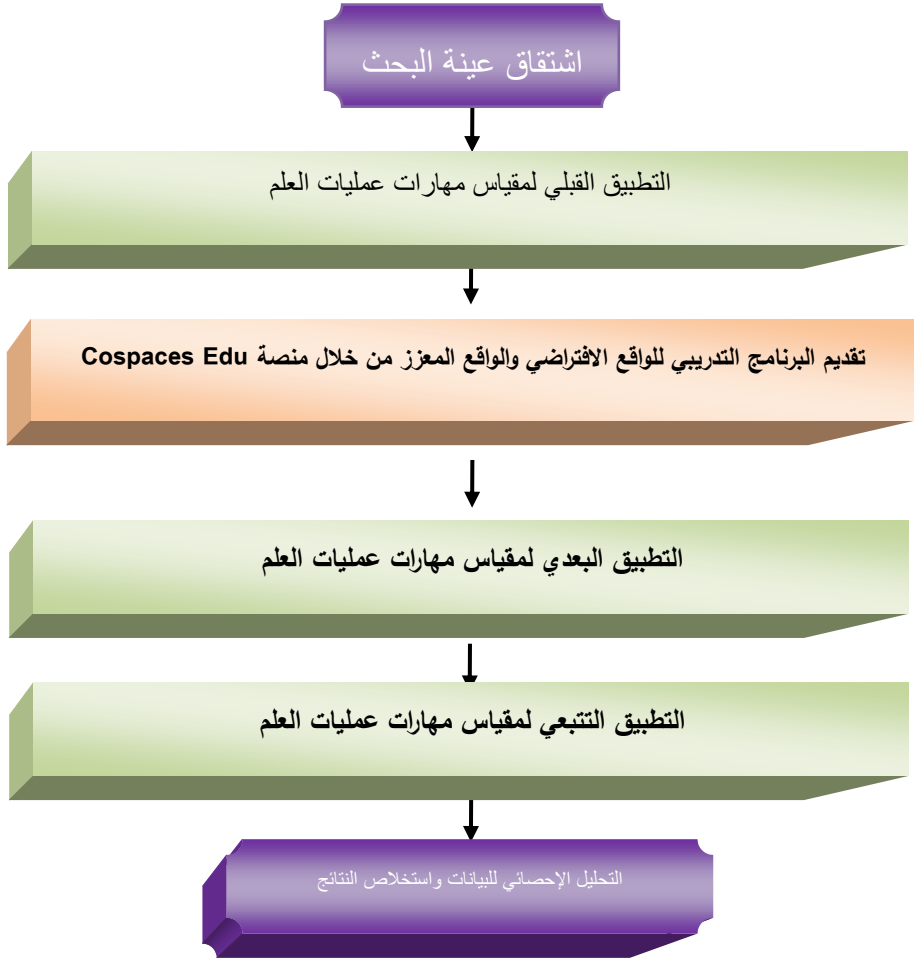 اشتقاق عينة البحث
التطبيق القبلي لمقياس مهارات عمليات العلم
تقديم البرنامج التدريبي للواقع الافتراضي والواقع المعزز من خلال منصة Cospaces Edu
التطبيق البعدي لمقياس مهارات عمليات العلم
التطبيق التتبعي لمقياس مهارات عمليات العلم
التحليل الإحصائي للبيانات واستخلاص النتائج